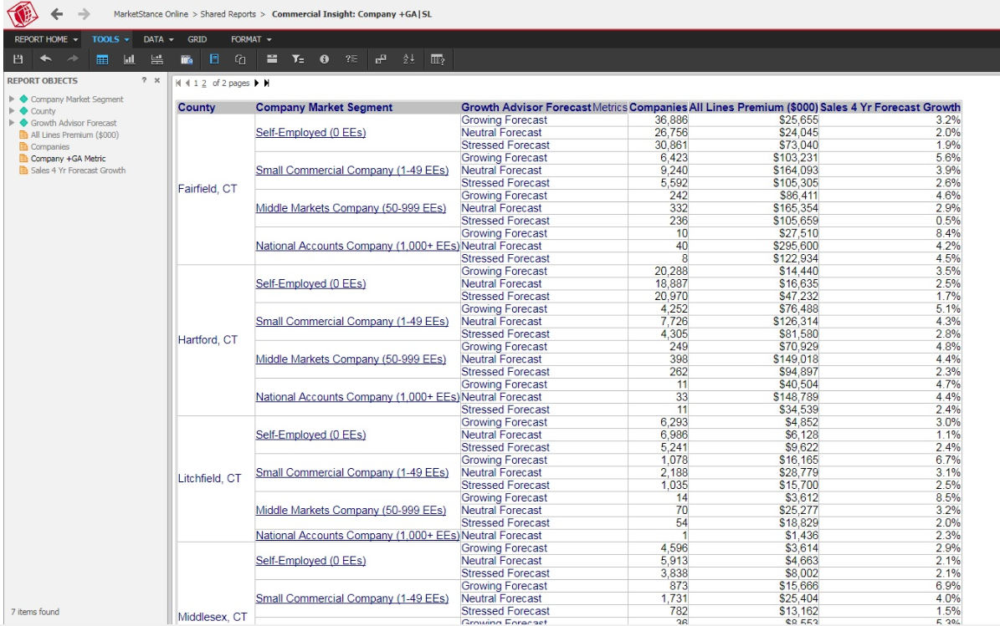 MarketStance Online > Shared Reports > Commercial Insight: Company +GA|SL
REPORT HOME TOOLS DATA GRID FORMAT
REPORT OBJECTS ? x
1 2 of 2 pages
Company Market Segment
County
Growth Advisor Forecast
All Lines Premium ($000)
Companies
Company +GA Metric
Sales 4 Yr Forecast Growth
7 items found
County Company Market Segment Growth Advisor Forecast Metrics Companies All Lines Premium ($000) Sales 4 Yr Forecast Growth
Fairfield, CT
Self-Employed (0 EEs)
Growing Forecast 36,886 $25,655 3.2%
Neutral Forecast 26,756 $24,045 2.0%
Stressed Forecast 30,861 $73,040 1.9%
Small Commercial Company (1-49 EEs)
Growing Forecast 6,423 $103,231 5.6%
Neutral Forecast 9,240 $164,093 3.9%
Stressed Forecast 5,592 $105,305 2.6%
Middle Markets Company (50-999 EEs)
Growing Forecast 242 $86,411 4.6%
Neutral Forecast 332 $165,354 2.9%
Stressed Forecast 236 $105,659 0.5%
National Accounts Company (1,000+ EEs)
Growing Forecast 10 $27,510 8.4%
Neutral Forecast 40 $295,600 4.2%
Stressed Forecast 8 $122,934 4.5%
Hartford, CT
Self-Employed (0 EEs)
Growing Forecast 20,288 $14,440 3.5%
Neutral Forecast 18,887 $16,635 2.5%
Stressed Forecast 20,970 $47,232 1.7%
Small Commercial Company (1-49 EEs)
Growing Forecast 4,252 $76,488 5.1%
Neutral Forecast 7,726 $126,314 4.3%
Stressed Forecast 4,305 $81,580 2.8%
Middle Markets Company (50-999 EEs)
Growing Forecast 249 $70,929 4.8%
Neutral Forecast 398 $149,018 4.4%
Stressed Forecast 262 $94,897 2.3%
National Accounts Company (1,000+ EEs)
Growing Forecast 11 $40,504 4.7%
Neutral Forecast 33 $148,789 4.4%
Stressed Forecast 11 $34,539 2.4%
Litchfield, CT
Self-Employed (0 EEs)
Growing Forecast 6,293 $4,852 3.0%
Neutral Forecast 6,986 $6,128 1.1%
Stressed Forecast 5,241 $9,622 2.4%
Small Commercial Company (1-49 EEs)
Growing Forecast 1,078 $16,165 6.7%
Neutral Forecast 2,188 $28,779 3.1%
Stressed Forecast 1,035 $15,700 2.5%
Middle Markets Company (50-999 EEs)
Growing Forecast 14 $3,612 8.5%
Neutral Forecast 70 $25,277 3.2%
Stressed Forecast 54 $18,829 2.0%
National Accounts Company (1,000+ EEs)
Neutral Forecast 1 $1,436 2.3%
Middlesex, CT
Self-Employed (0 EEs)
Growing Forecast 4,596 $3,614 2.9%
Neutral Forecast 5,913 $4,663 2.1%
Stressed Forecast 3,838 $8,002 2.1%
Small Commercial Company (1-49 EEs)
Growing Forecast 873 $15,666 6.9%
Neutral Forecast 1,731 $25,404 4.0%
Stressed Forecast 782 $13,162 1.5%
Growing Forecast 36 $8,553 5.3%